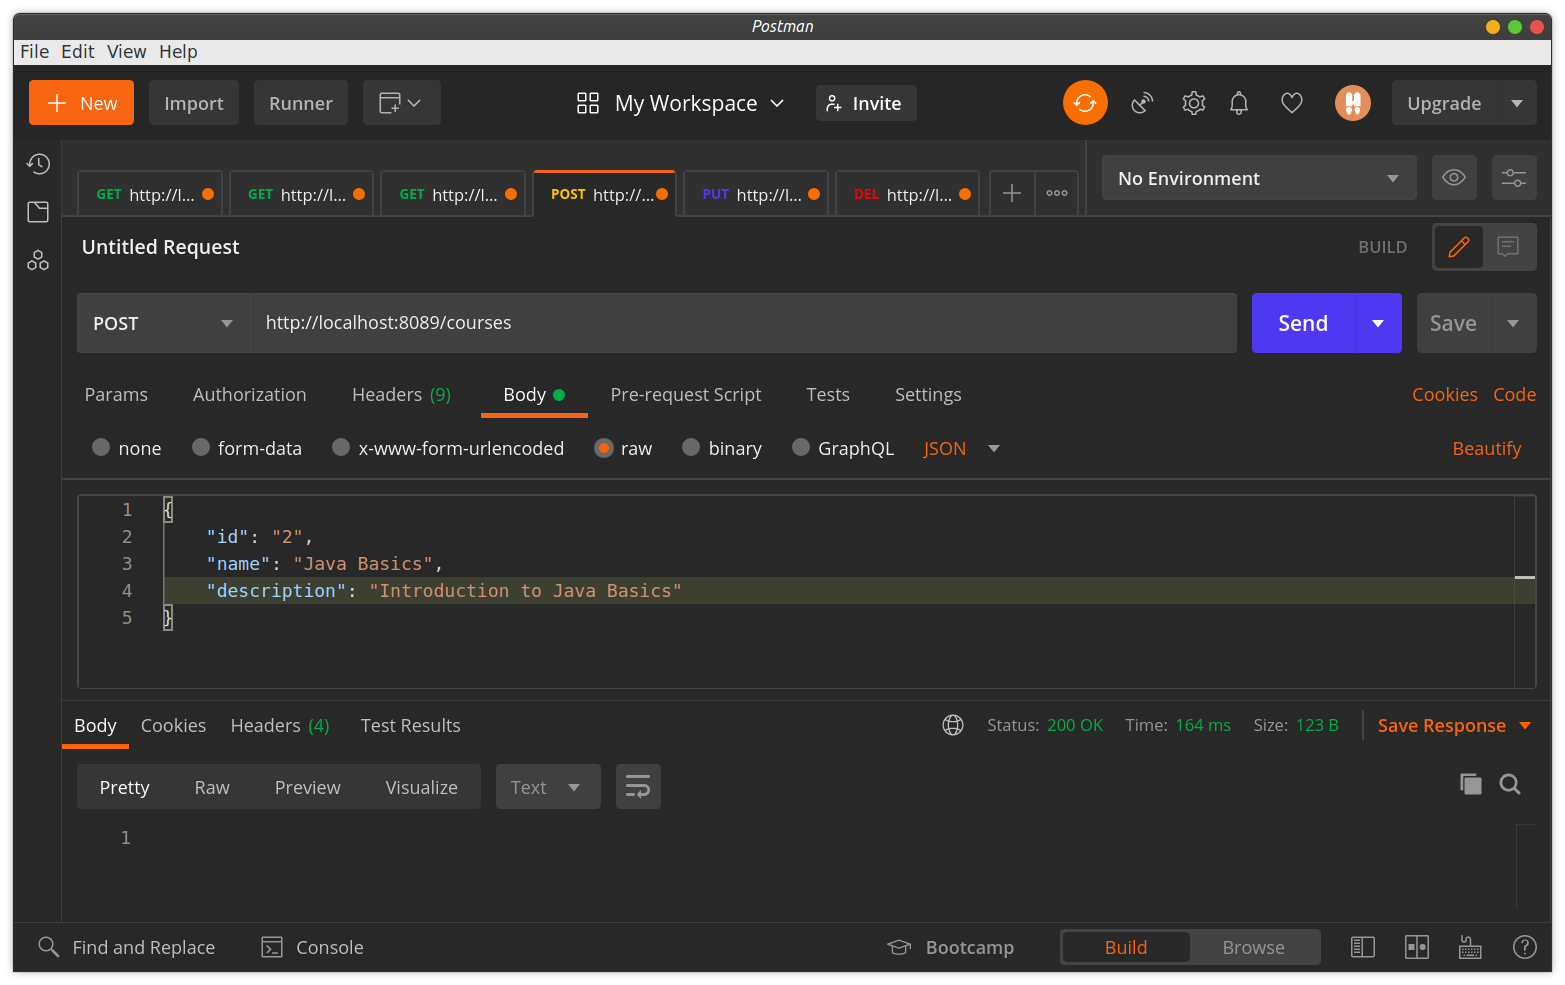 Postman
File Edit View Help
New Import Runner My Workspace Invite Upgrade
GET http://l... GET http://l... GET http://l... POST http://... PUT http://l... DEL http://l... No Environment
Untitled Request BUILD
POST http://localhost:8089/courses Send Save
Params Authorization Headers (9) Body Pre-request Script Tests Settings Cookies Code
none form-data x-www-form-urlencoded raw binary GraphQL JSON Beautify
1 {
2 "id": "2",
3 "name": "Java Basics",
4 "description": "Introduction to Java Basics"
5 }
Body Cookies Headers (4) Test Results Status: 200 OK Time: 164 ms Size: 123 B Save Response
Pretty Raw Preview Visualize Text
1
Find and Replace Console Bootcamp Build Browse